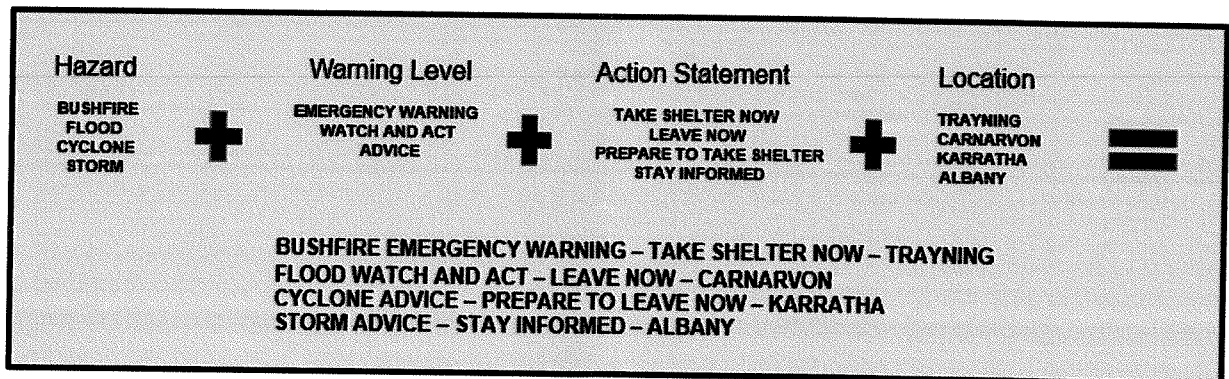 Hazard
BUSHFIRE
FLOOD
CYCLONE
STORM
Warning Level
EMERGENCY WARNING
WATCH AND ACT
ADVICE
Action Statement
TAKE SHELTER NOW
LEAVE NOW
PREPARE TO TAKE SHELTER
STAY INFORMED
Location
TRAYNING
CARNARVON
KARRATHA
ALBANY
BUSHFIRE EMERGENCY WARNING – TAKE SHELTER NOW – TRAYNING
FLOOD WATCH AND ACT – LEAVE NOW – CARNARVON
CYCLONE ADVICE – PREPARE TO LEAVE NOW – KARRATHA
STORM ADVICE – STAY INFORMED – ALBANY